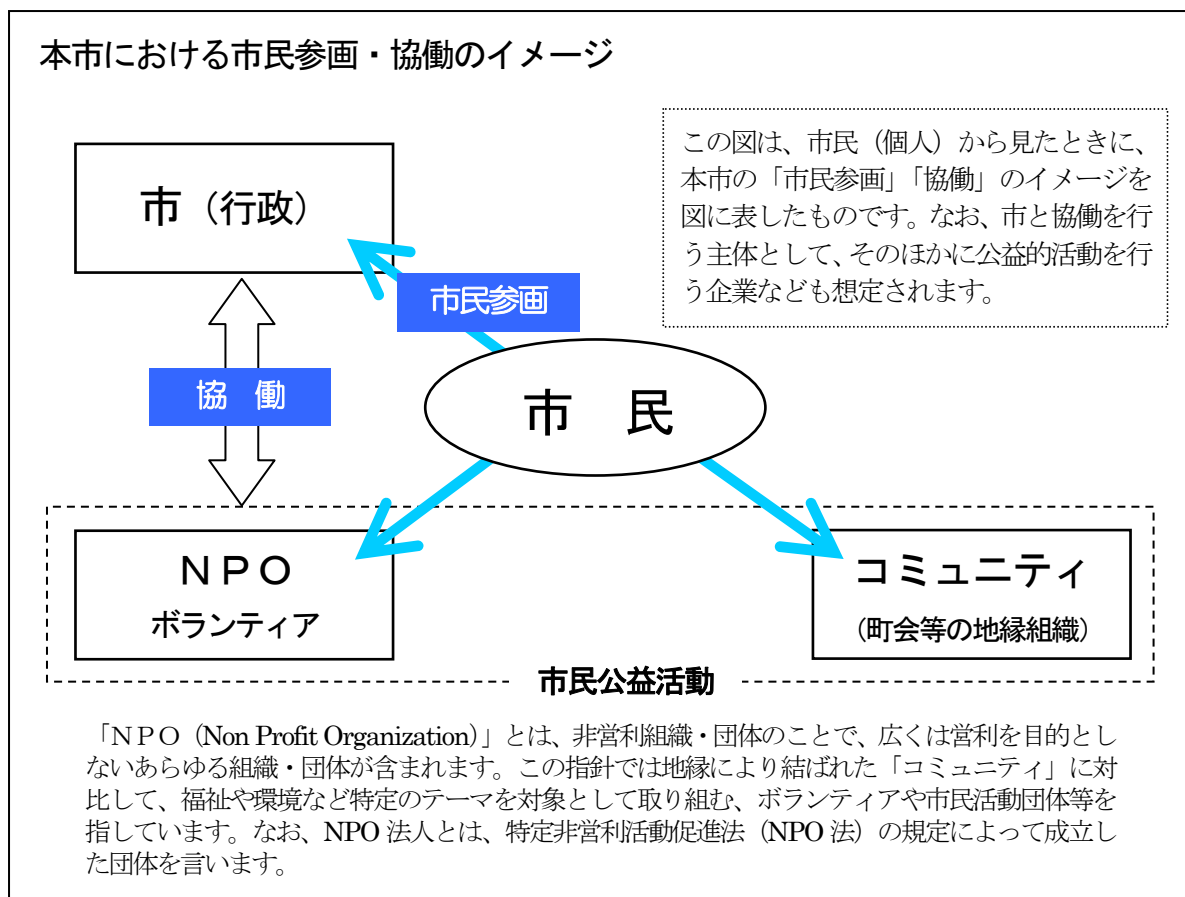 本市における市民参画・協働のイメージ
この図は、市民（個人）から見たときに、
本市の「市民参画」「協働」のイメージを
図に表したものです。なお、市と協働を行
う主体として、そのほかに公益的活動を行
う企業なども想定されます。
市（行政）
市民参画
協　働
市　民
ＮＰＯ
ボランティア
コミュニティ
（町会等の地縁組織）
市民公益活動
「ＮＰＯ（Non Profit Organization）」とは、非営利組織・団体のことで、広くは営利を目的とし
ないあらゆる組織・団体が含まれます。この指針では地縁により結ばれた「コミュニティ」に対
比して、福祉や環境など特定のテーマを対象として取り組む、ボランティアや市民活動団体等を
指しています。なお、NPO 法人とは、特定非営利活動促進法（NPO 法）の規定によって成立し
た団体を言います。